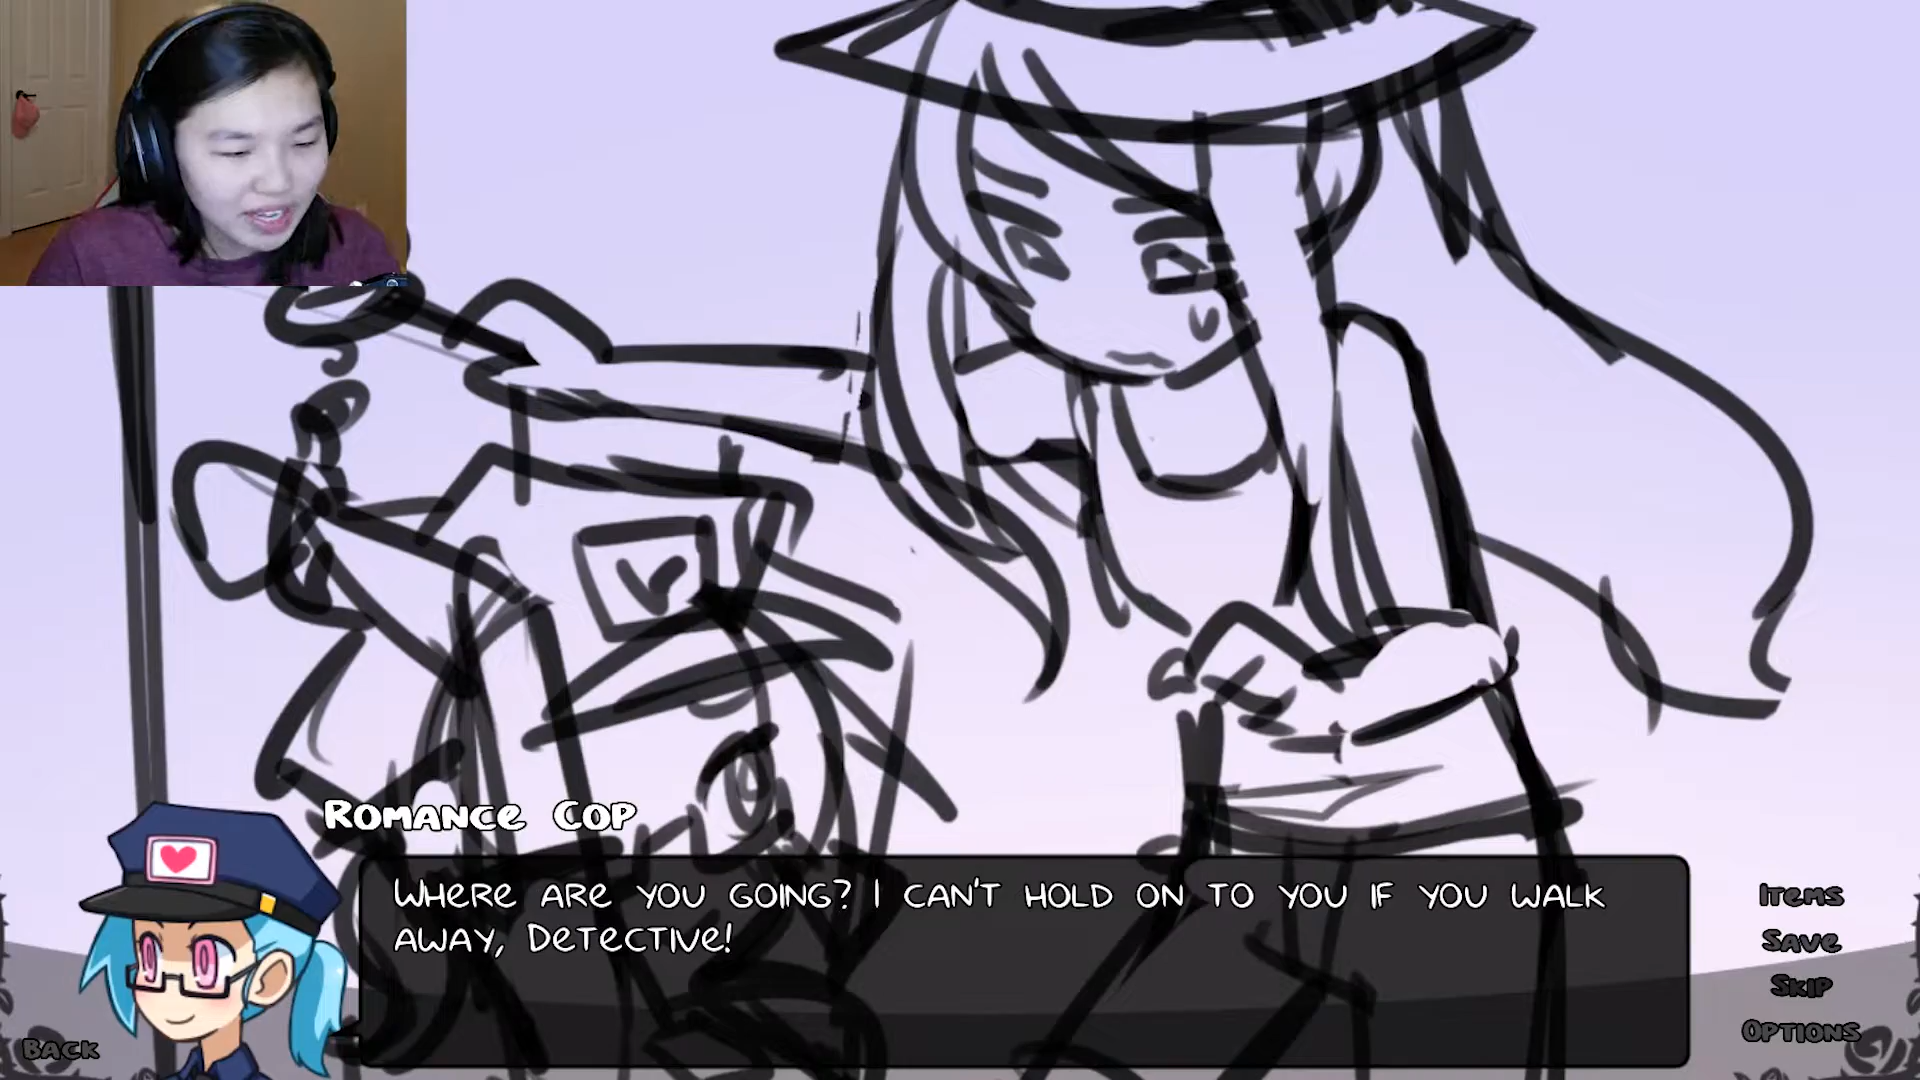 Romance Cop
Where are you going? I can't hold on to you if you walk
away, Detective!
Items
Save
Skip
Options
Back